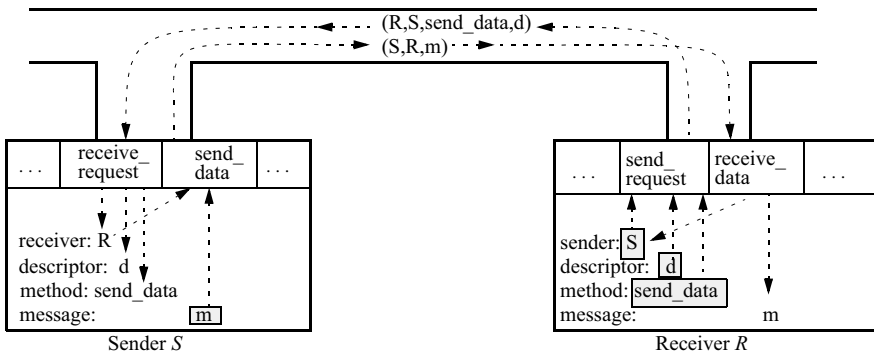 (R,S,send_data,d)
(S,R,m)
. . .
receive_
request
send_
data
. . .
receiver: R
descriptor: d
method: send_data
message: m
Sender S
. . .
send_
request
receive_
data
. . .
sender: S
descriptor: d
method: send_data
message: m
Receiver R